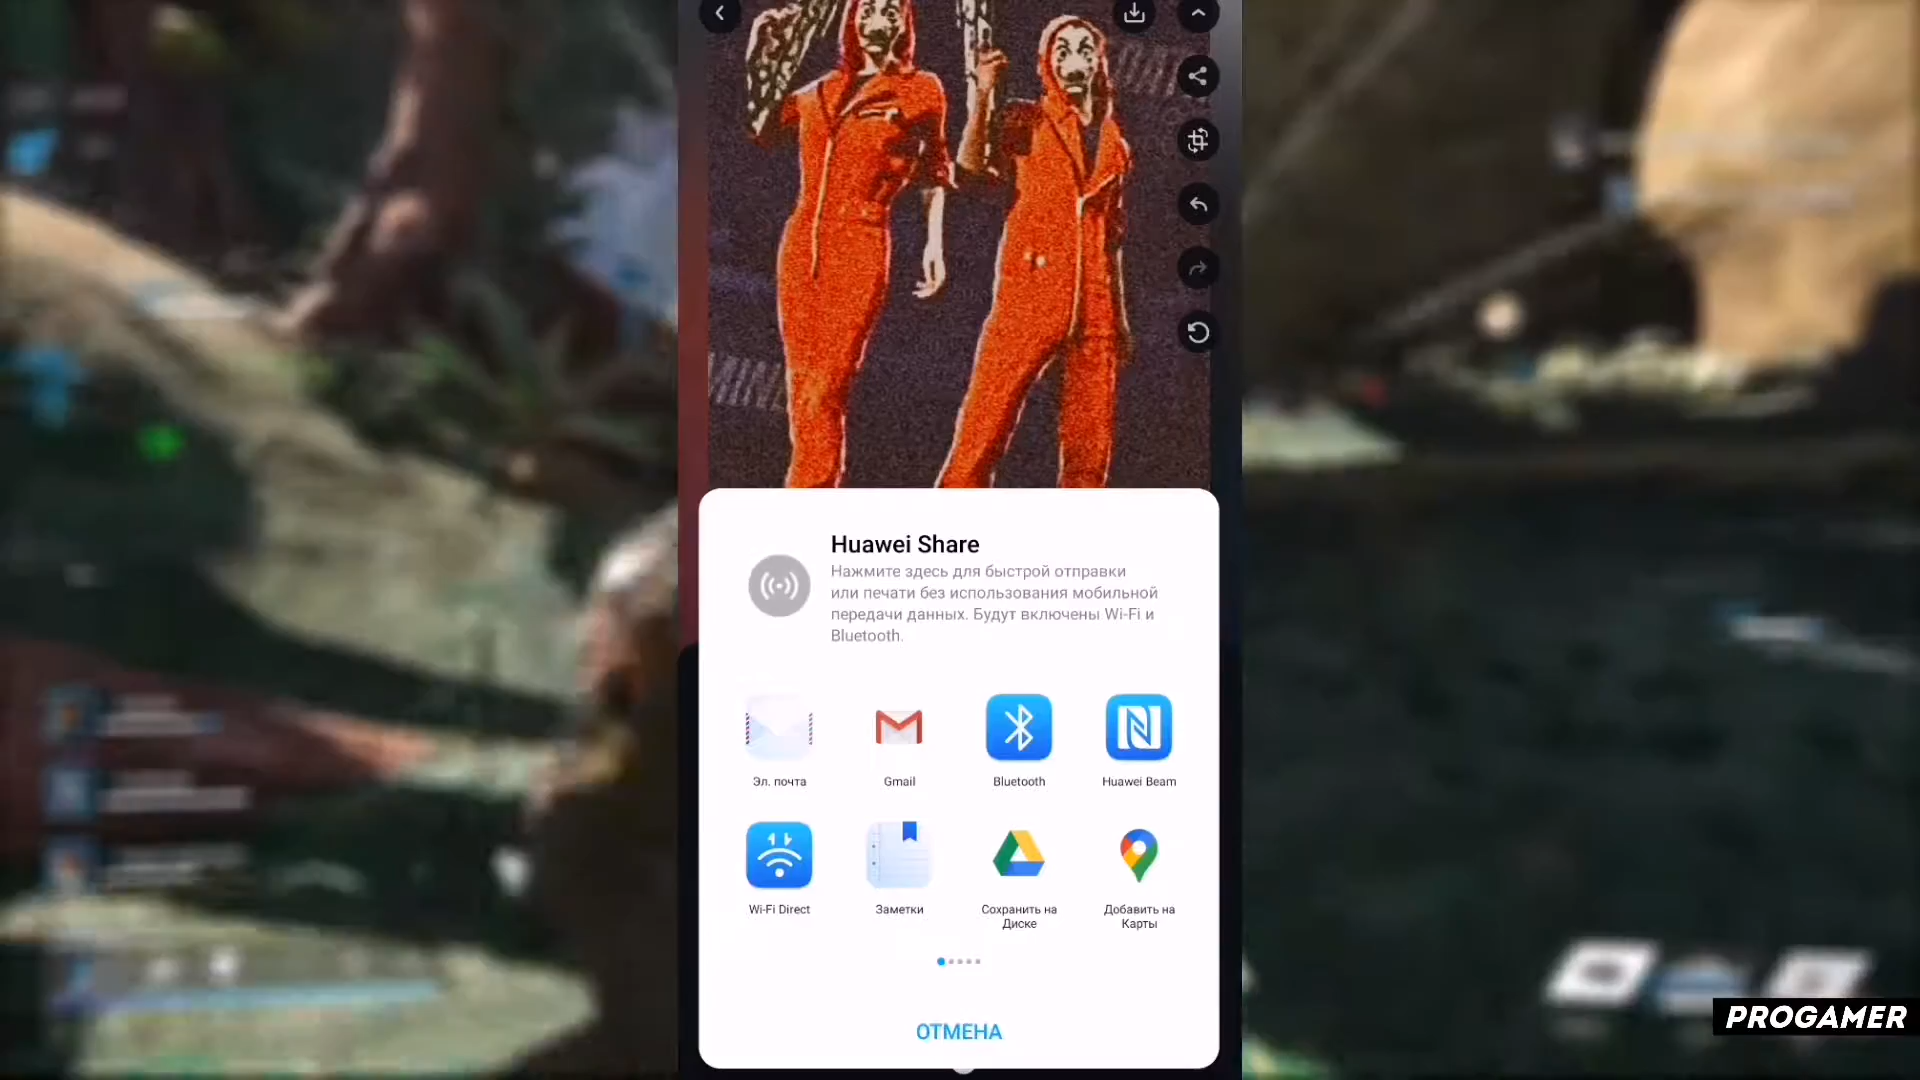 Huawei Share
Нажмите здесь для быстрой отправки
или печати без использования мобильной
передачи данных. Будут включены Wi-Fi и
Bluetooth.
Эл. почта
Gmail
Bluetooth
Huawei Beam
Wi-Fi Direct
Заметки
Сохранить на
Диске
Добавить на
Карты
ОТМЕНА
PROGAMER